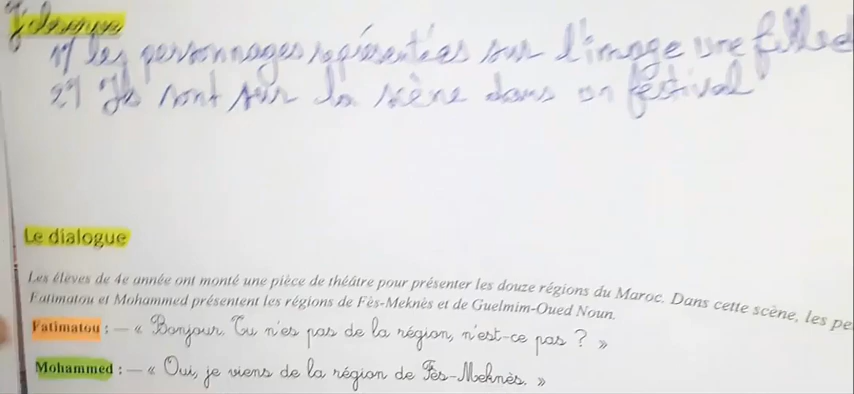 J'observe
1) les personnages représentées sur l'image une fille
2) Ils sont sur la scène dans un festival
Le dialogue
Les élèves de 4e année ont monté une pièce de théâtre pour présenter les douze régions du Maroc. Dans cette scène, les pe
Fatimatou et Mohammed présentent les régions de Fès-Meknès et de Guelmim-Oued Noun.
Fatimatou : — « Bonjour. Tu n'es pas de la région, n'est-ce pas ? »
Mohammed : — « Oui, je viens de la région de Fès-Meknès. »